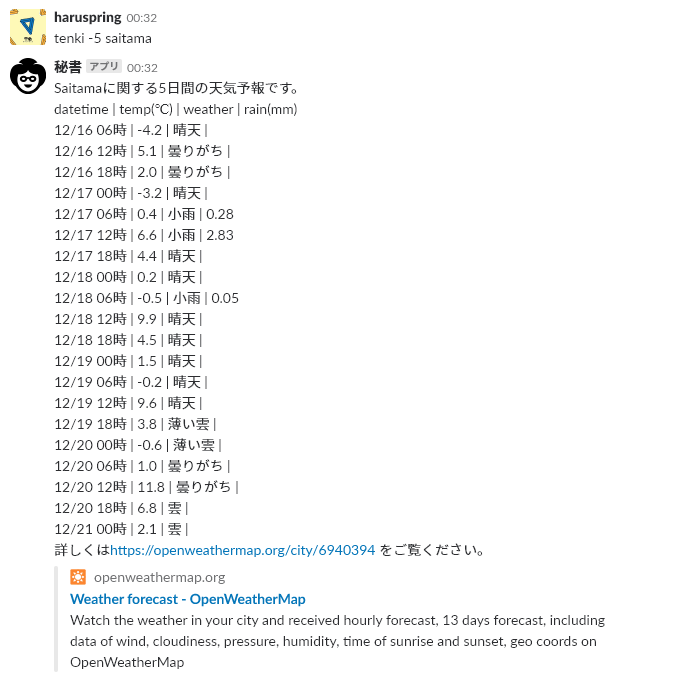 haruspring 00:32
tenki -5 saitama
秘書 アプリ 00:32
Saitamaに関する5日間の天気予報です。
datetime | temp(℃) | weather | rain(mm)
12/16 06時 | -4.2 | 晴天 |
12/16 12時 | 5.1 | 曇りがち |
12/16 18時 | 2.0 | 曇りがち |
12/17 00時 | -3.2 | 晴天 |
12/17 06時 | 0.4 | 小雨 | 0.28
12/17 12時 | 6.6 | 小雨 | 2.83
12/17 18時 | 4.4 | 晴天 |
12/18 00時 | 0.2 | 晴天 |
12/18 06時 | -0.5 | 小雨 | 0.05
12/18 12時 | 9.9 | 晴天 |
12/18 18時 | 4.5 | 晴天 |
12/19 00時 | 1.5 | 晴天 |
12/19 06時 | -0.2 | 晴天 |
12/19 12時 | 9.6 | 晴天 |
12/19 18時 | 3.8 | 薄い雲 |
12/20 00時 | -0.6 | 薄い雲 |
12/20 06時 | 1.0 | 曇りがち |
12/20 12時 | 11.8 | 曇りがち |
12/20 18時 | 6.8 | 雲 |
12/21 00時 | 2.1 | 雲 |
詳しくはhttps://openweathermap.org/city/6940394 をご覧ください。
openweathermap.org
Weather forecast - OpenWeatherMap
Watch the weather in your city and received hourly forecast, 13 days forecast, including
data of wind, cloudiness, pressure, humidity, time of sunrise and sunset, geo coords on
OpenWeatherMap